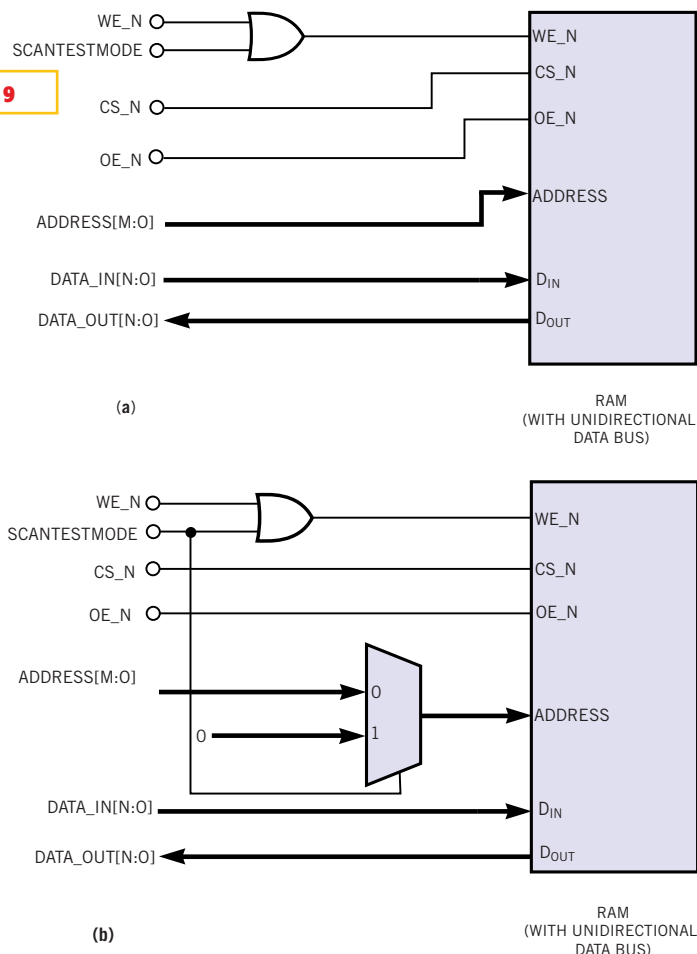 WE_N
SCANTESTMODE
9
CS_N
OE_N
ADDRESS[M:O]
DATA_IN[N:O]
DATA_OUT[N:O]
WE_N
CS_N
OE_N
ADDRESS
DIN
DOUT
(a)
RAM
(WITH UNIDIRECTIONAL
DATA BUS)
WE_N
SCANTESTMODE
CS_N
OE_N
ADDRESS[M:O]
0
0
1
DATA_IN[N:O]
DATA_OUT[N:O]
WE_N
CS_N
OE_N
ADDRESS
DIN
DOUT
(b)
RAM
(WITH UNIDIRECTIONAL
DATA BUS)